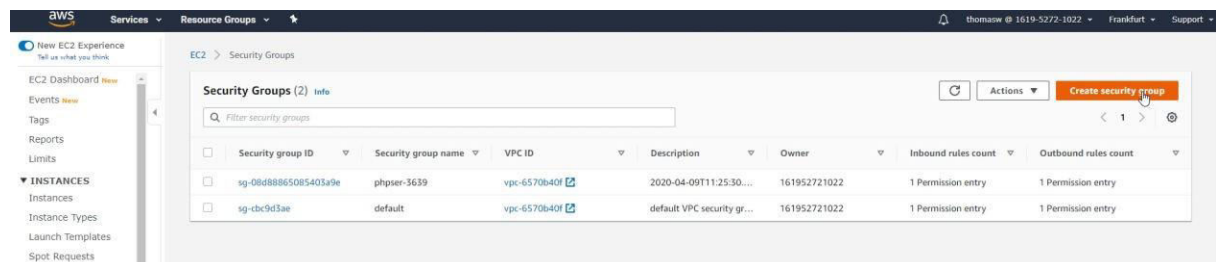 aws Services Resource Groups thomasw @ 1619-5272-1022 Frankfurt Support
New EC2 Experience
Tell us what you think
EC2 Dashboard New
Events New
Tags
Reports
Limits
INSTANCES
Instances
Instance Types
Launch Templates
Spot Requests
EC2 > Security Groups
Security Groups (2) Info
Actions Create security group
Filter security groups
1
Security group ID Security group name VPC ID Description Owner Inbound rules count Outbound rules count
sg-08d88865085403a9e phpser-3639 vpc-6570b40f 2020-04-09T11:25:30.... 161952721022 1 Permission entry 1 Permission entry
sg-cbc9d3ae default vpc-6570b40f default VPC security gr... 161952721022 1 Permission entry 1 Permission entry